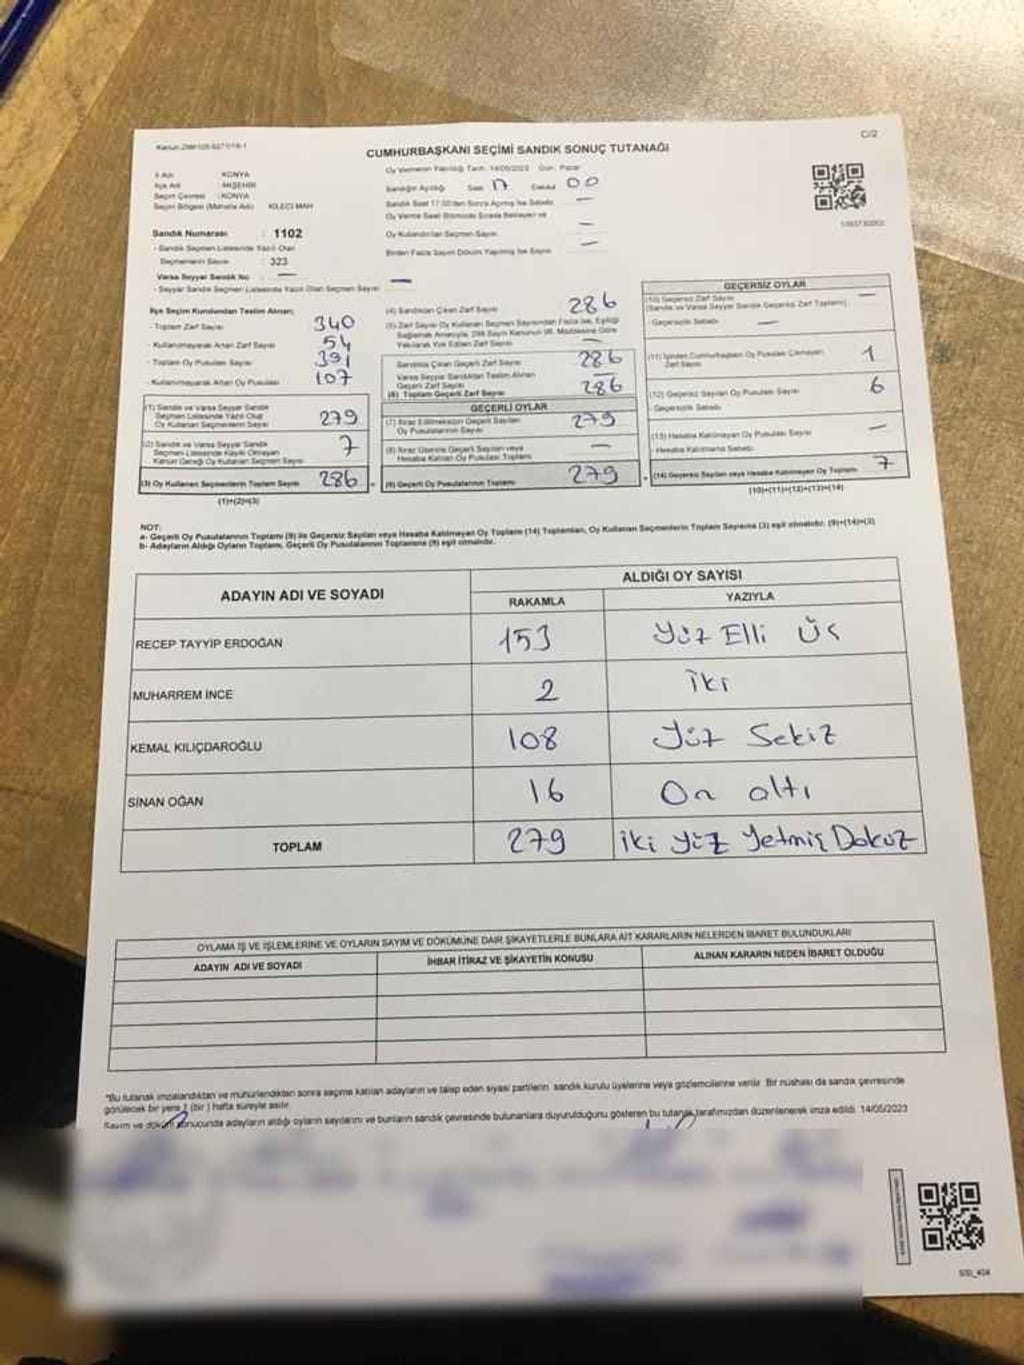 C/2
CUMHURBAŞKANI SEÇİMİ SANDIK SONUÇ TUTANAĞI
İl Adı : KONYA
İlçe Adı : AKŞEHİR
Seçim Çevresi : KONYA
Seçim Bölgesi (Mahalle Adı) KİLECİ MAH
Sandık Numarası : 1102
- Sandık Seçmen Listesinde Yazılı Olan
Seçmenlerin Sayısı : 323
Varsa Seyyar Sandık No : —
- Seyyar Sandık Seçmen Listesinde Yazılı Olan Seçmen Sayısı —
Oy Vermenin Yapıldığı Tarih: 14/05/2023 Gün: Pazar
Sandığın Açıldığı Saat 17 Dakika 00
Sandık Saat 17.00'den Sonra Açılmış İse Sebebi —
Oy Verme Saati Bitiminde Sırada Bekleyen ve
Oy Kullandırılan Seçmen Sayısı —
Birden Fazla Sayım Döküm Yapılmış İse Sayısı —
İlçe Seçim Kurulundan Teslim Alınan;
- Toplam Zarf Sayısı 340
- Kullanılmayarak Artan Zarf Sayısı 54
- Toplam Oy Pusulası Sayısı 391
- Kullanılmayarak Artan Oy Pusulası 107
(1) Sandık ve Varsa Seyyar Sandık
Seçmen Listesinde Yazılı Olup
Oy Kullanan Seçmenlerin Sayısı 279
(2) Sandık ve Varsa Seyyar Sandık
Seçmen Listesinde Kayıtlı Olmayan
Kanun Gereği Oy Kullanan Seçmen Sayısı 7
(3) Oy Kullanan Seçmenlerin Toplam Sayısı 286
(1)+(2)=(3)
(4) Sandıktan Çıkan Zarf Sayısı 286
(5) Zarf Sayısı Oy Kullanan Seçmen Sayısından Fazla ise, Eşitliği
Sağlamak Amacıyla, 298 Sayılı Kanunun 98. Maddesine Göre
Yakılarak Yok Edilen Zarf Sayısı —
Sandıktan Çıkan Geçerli Zarf Sayısı 286
Varsa Seyyar Sandıktan Teslim Alınan
Geçerli Zarf Sayısı —
(6) Toplam Geçerli Zarf Sayısı 286
GEÇERLİ OYLAR
(7) İtiraz Edilmeksizin Geçerli Sayılan
Oy Pusulalarının Sayısı 279
(8) İtiraz Üzerine Geçerli Sayılan veya
Hesaba Katılan Oy Pusulası Toplamı —
(9) Geçerli Oy Pusulalarının Toplamı 279
GEÇERSİZ OYLAR
(10) Geçersiz Zarf Sayısı
(Sandık ve Varsa Seyyar Sandık Geçersiz Zarf Toplamı) —
-Geçersizlik Sebebi —
(11) İçinden Cumhurbaşkanı Oy Pusulası Çıkmayan
Zarf Sayısı 1
(12) Geçersiz Sayılan Oy Pusulası Sayısı 6
-Geçersizlik Sebebi
(13) Hesaba Katılmayan Oy Pusulası Sayısı —
- Hesaba Katılmama Sebebi
(14) Geçersiz Sayılan veya Hesaba Katılmayan Oy Toplamı 7
(10)+(11)+(12)+(13)=(14)
NOT:
a- Geçerli Oy Pusulalarının Toplamı (9) ile Geçersiz Sayılan veya Hesaba Katılmayan Oy Toplamı (14) Toplamları, Oy Kullanan Seçmenlerin Toplam Sayısına (3) eşit olmalıdır. (9)+(14)=(3)
b- Adayların Aldığı Oyların Toplamı, Geçerli Oy Pusulalarının Toplamına (9) eşit olmalıdır.
ADAYIN ADI VE SOYADI
ALDIĞI OY SAYISI
RAKAMLA YAZIYLA
RECEP TAYYİP ERDOĞAN 153 Yüz Elli Üç
MUHARREM İNCE 2 İki
KEMAL KILIÇDAROĞLU 108 Yüz Sekiz
SİNAN OĞAN 16 On altı
TOPLAM 279 iki yüz yetmiş Dokuz
OYLAMA İŞ VE İŞLEMLERİNE VE OYLARIN SAYIM VE DÖKÜMÜNE DAİR ŞİKAYETLERLE BUNLARA AİT KARARLARIN NELERDEN İBARET BULUNDUKLARI
ADAYIN ADI VE SOYADI İHBAR İTİRAZ VE ŞİKAYETİN KONUSU ALINAN KARARIN NEDEN İBARET OLDUĞU
*Bu tutanak imzalandıktan ve mühürlendikten sonra seçime katılan adayların ve talep eden siyasi partilerin sandık kurulu üyelerine veya gözlemcilerine verilir. Bir nüshası da sandık çevresinde
görülecek bir yere 1 (bir) hafta süreyle asılır.
Sayım ve döküm sonucunda adayların aldığı oyların sayılarını ve bunların sandık çevresinde bulunanlara duyurulduğunu gösteren bu tutanak tarafımızdan düzenlenerek imza edildi. 14/05/2023